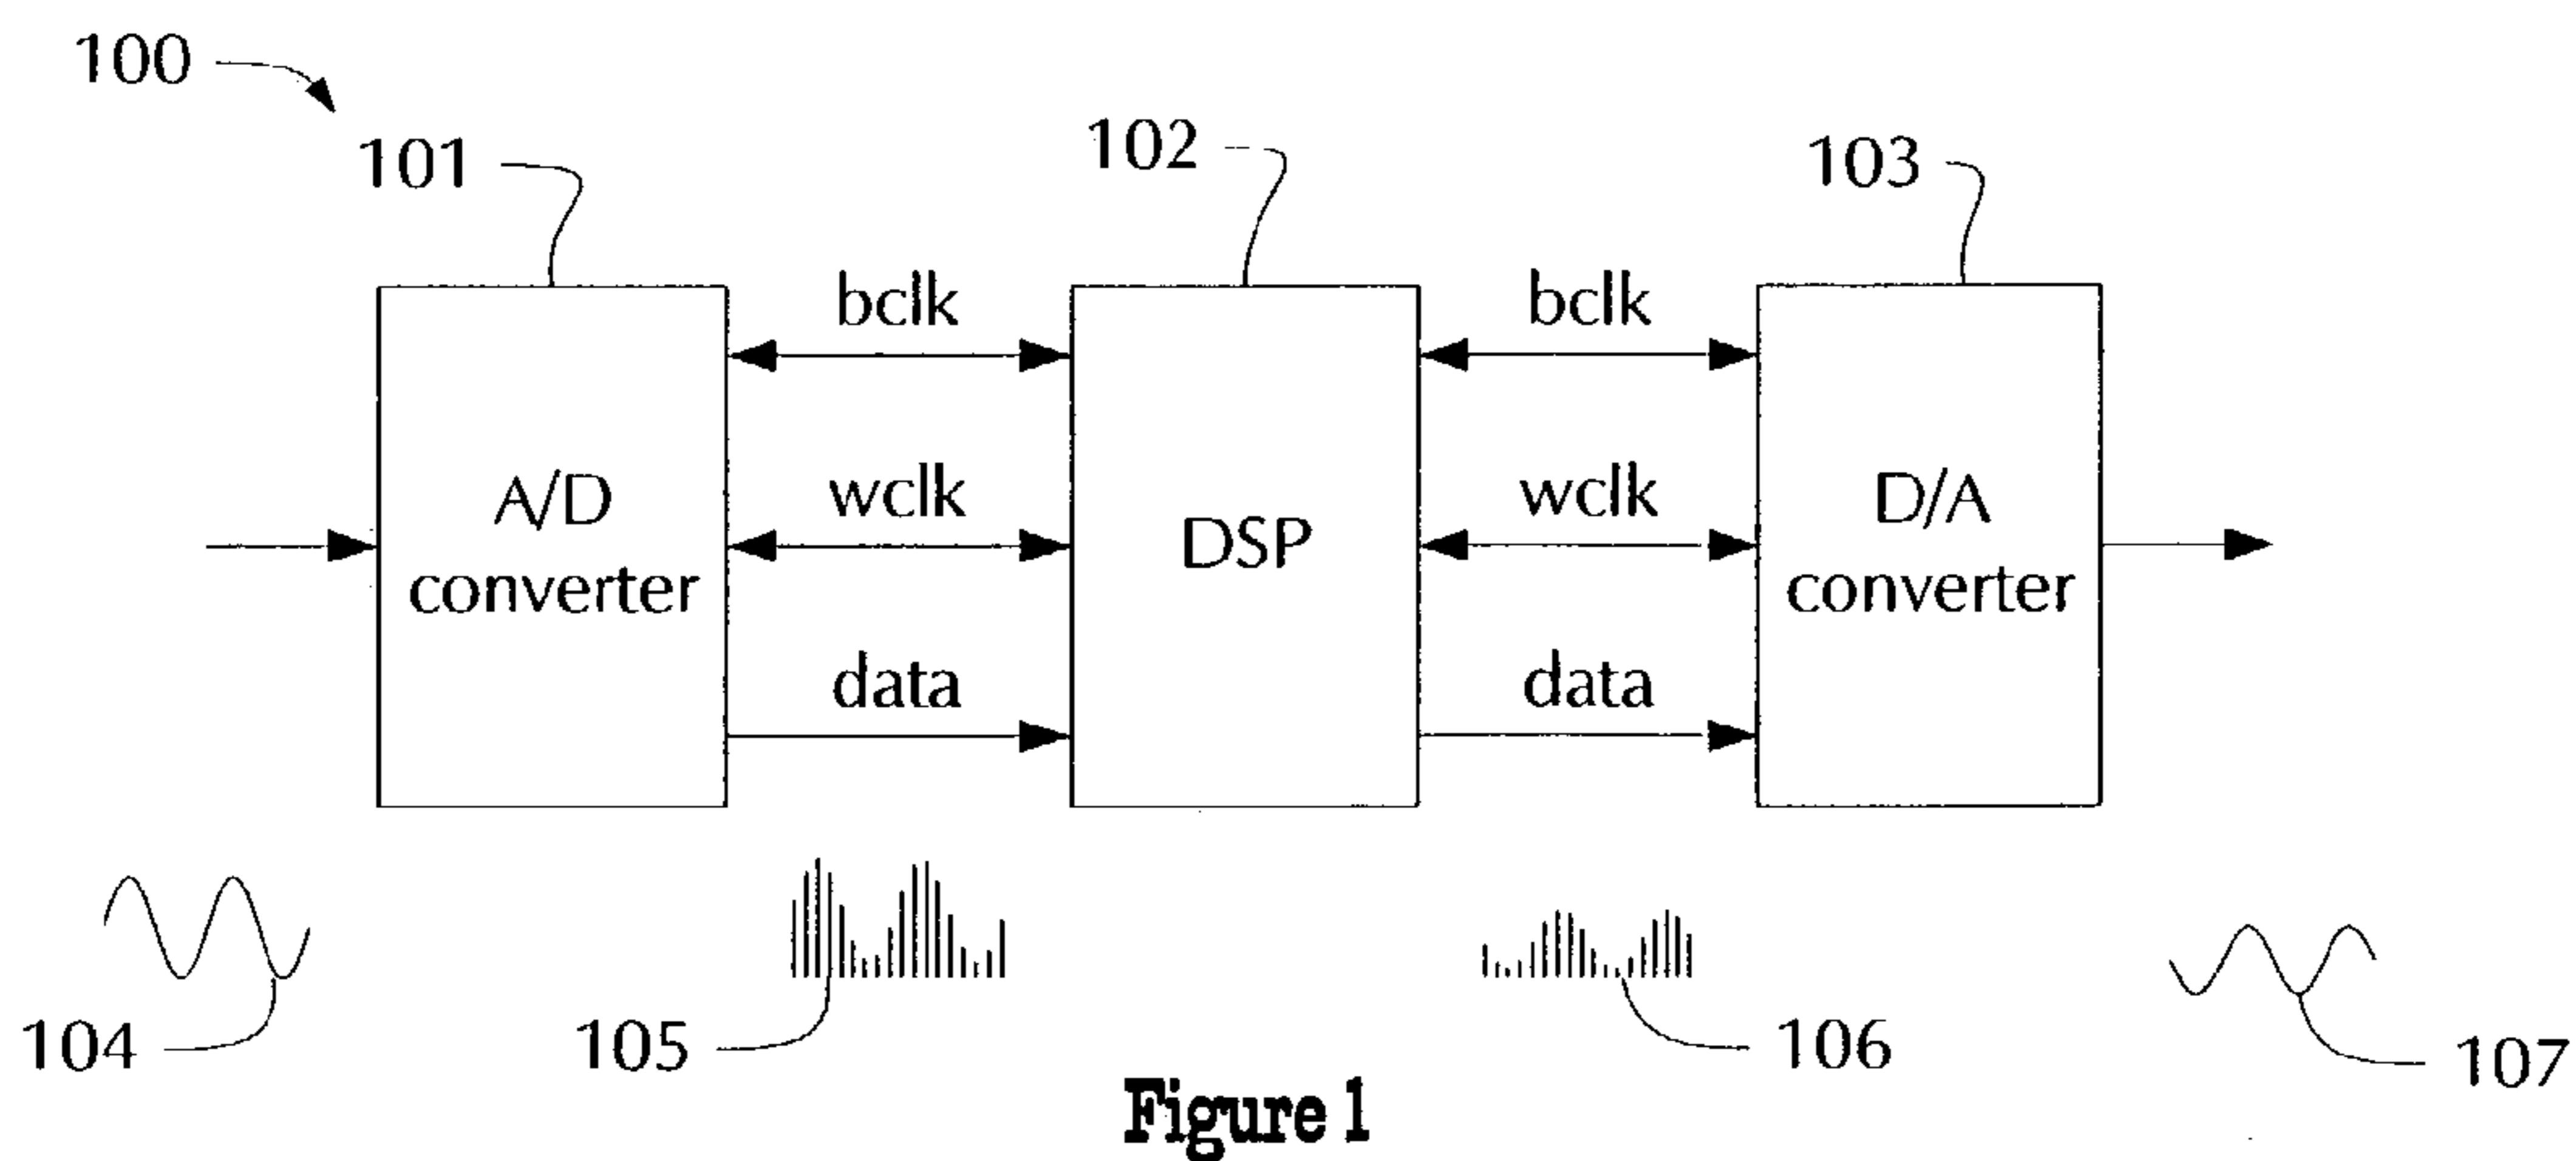 100
101
102
103
bclk
bclk
wclk
wclk
A/D
converter
DSP
D/A
converter
data
data
104
105
106
107
Figure 1